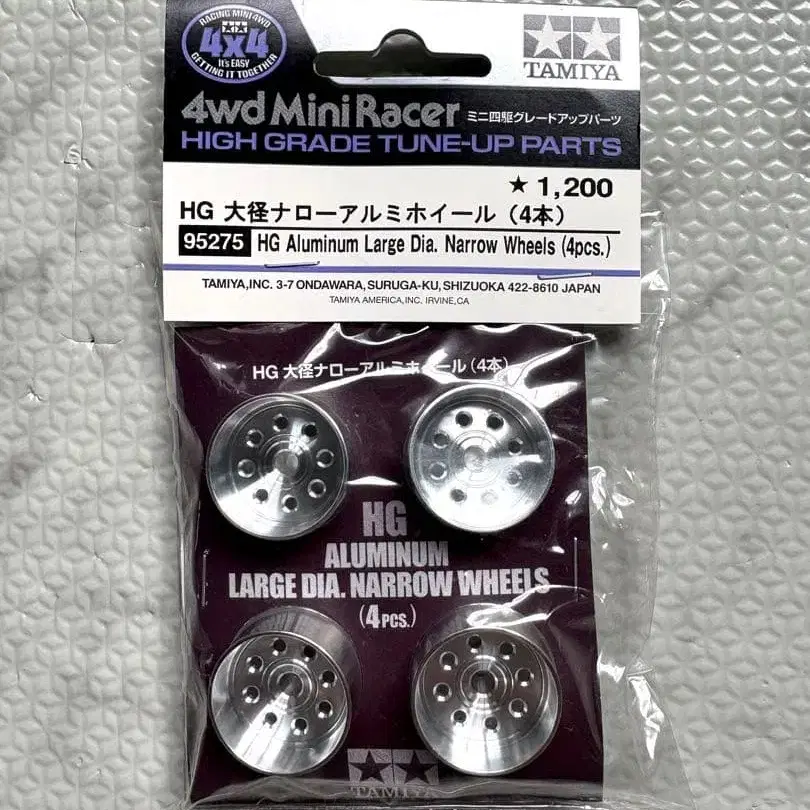 RACING MINI 4WD
4x4
It's EASY
GETTING IT TOGETHER
TAMIYA
4wd Mini Racer ミニ四駆グレードアップパーツ
HIGH GRADE TUNE-UP PARTS
★ 1,200
HG 大径ナローアルミホイール（4本）
95275 HG Aluminum Large Dia. Narrow Wheels (4pcs.)
TAMIYA,INC. 3-7 ONDAWARA, SURUGA-KU, SHIZUOKA 422-8610 JAPAN
TAMIYA AMERICA, INC. IRVINE,CA
HG 大径ナローアルミホイール（4本）
HG
ALUMINUM
LARGE DIA. NARROW WHEELS
(4 PCS.)
TAMIYA